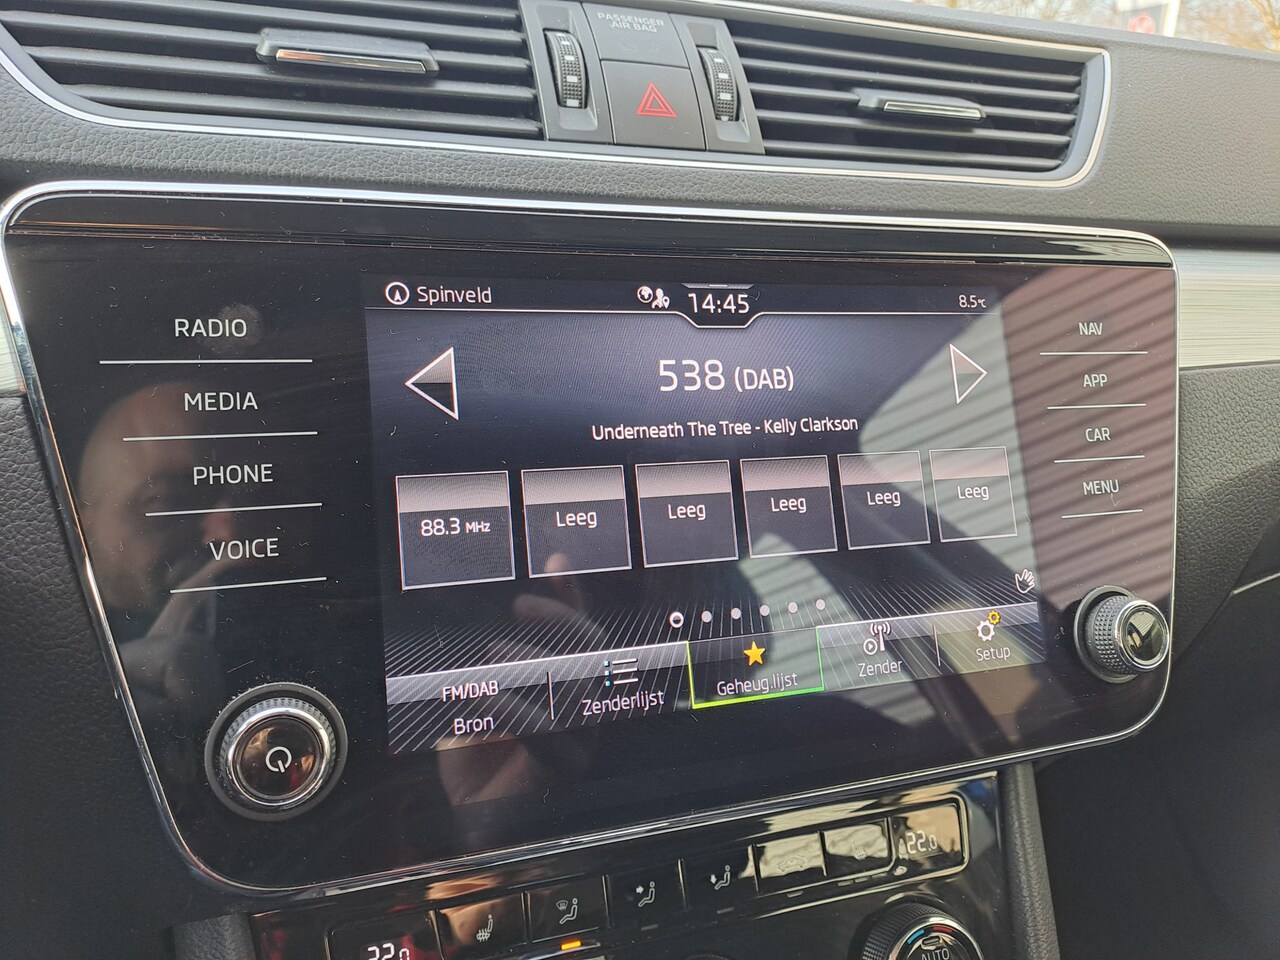 PASSENGER
AIR BAG
Spinveld
14:45
8.5°C
RADIO
MEDIA
PHONE
VOICE
538 (DAB)
Underneath The Tree - Kelly Clarkson
88.3 MHz
Leeg
Leeg
Leeg
Leeg
Leeg
FM/DAB
Bron
Zenderlijst
Geheug.lijst
Zender
Setup
NAV
APP
CAR
MENU
22.0
22.0
AUTO